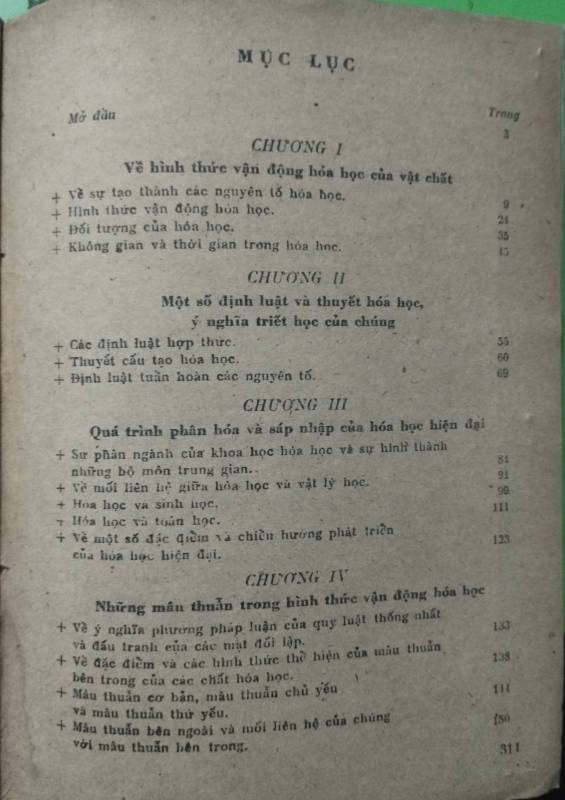 MỤC LỤC
Mở đầu Trang
3
CHƯƠNG I
Về hình thức vận động hóa học của vật chất
+ Về sự tạo thành các nguyên tố hóa học. 9
+ Hình thức vận động hóa học. 24
+ Đối tượng của hóa học. 35
+ Không gian và thời gian trong hóa học. 45
CHƯƠNG II
Một số định luật và thuyết hóa học,
ý nghĩa triết học của chúng
+ Các định luật hợp thức. 55
+ Thuyết cấu tạo hóa học. 60
+ Định luật tuần hoàn các nguyên tố. 69
CHƯƠNG III
Quá trình phân hóa và sáp nhập của hóa học hiện đại
+ Sự phân ngành của khoa học hóa học và sự hình thành
những bộ môn trung gian. 84
+ Về mối liên hệ giữa hóa học và vật lý học. 91
+ Hóa học và sinh học. 99
+ Hóa học và toán học. 111
+ Về một số đặc điểm và chiều hướng phát triển
của hóa học hiện đại. 123
CHƯƠNG IV
Những mâu thuẫn trong hình thức vận động hóa học
+ Về ý nghĩa phương pháp luận của quy luật thống nhất
và đấu tranh của các mặt đối lập. 133
+ Về đặc điểm và các hình thức thể hiện của mâu thuẫn
bên trong của các chất hóa học. 138
+ Mâu thuẫn cơ bản, mâu thuẫn chủ yếu
và mâu thuẫn thứ yếu.
+ Mâu thuẫn bên ngoài và mối liên hệ của chúng
với mâu thuẫn bên trong.
311